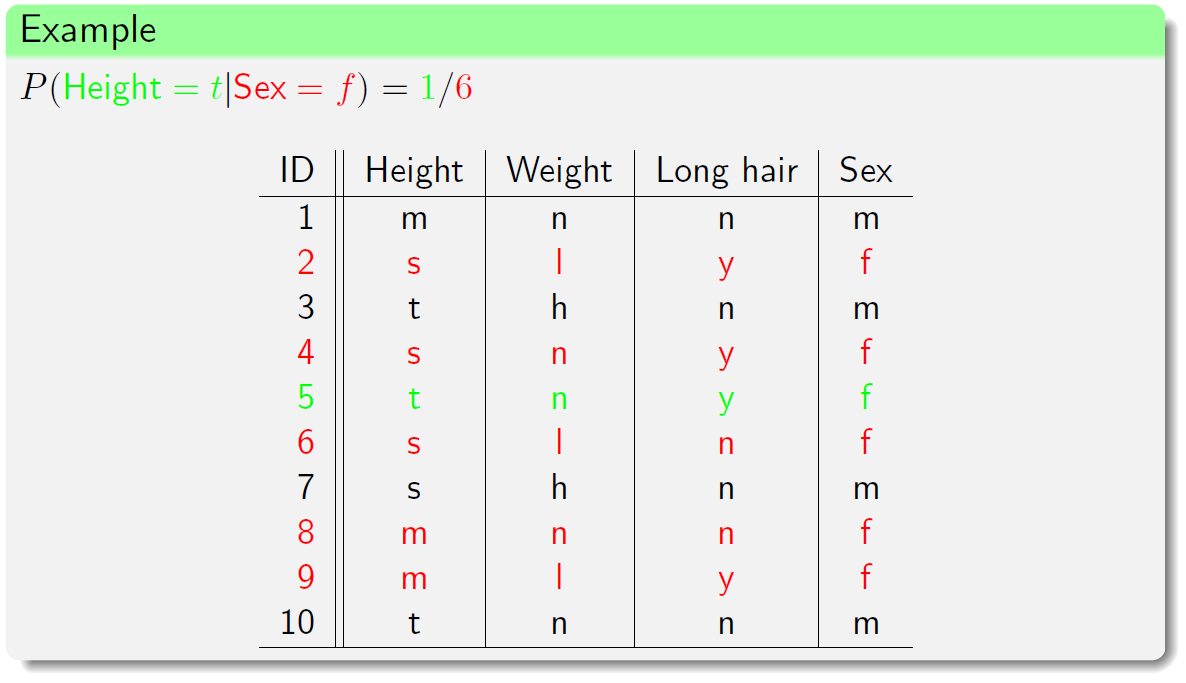 Example
P(Height = t|Sex = f) = 1/6
ID Height Weight Long hair Sex
1 m n n m
2 s l y f
3 t h n m
4 s n y f
5 t n y f
6 s l n f
7 s h n m
8 m n n f
9 m l y f
10 t n n m